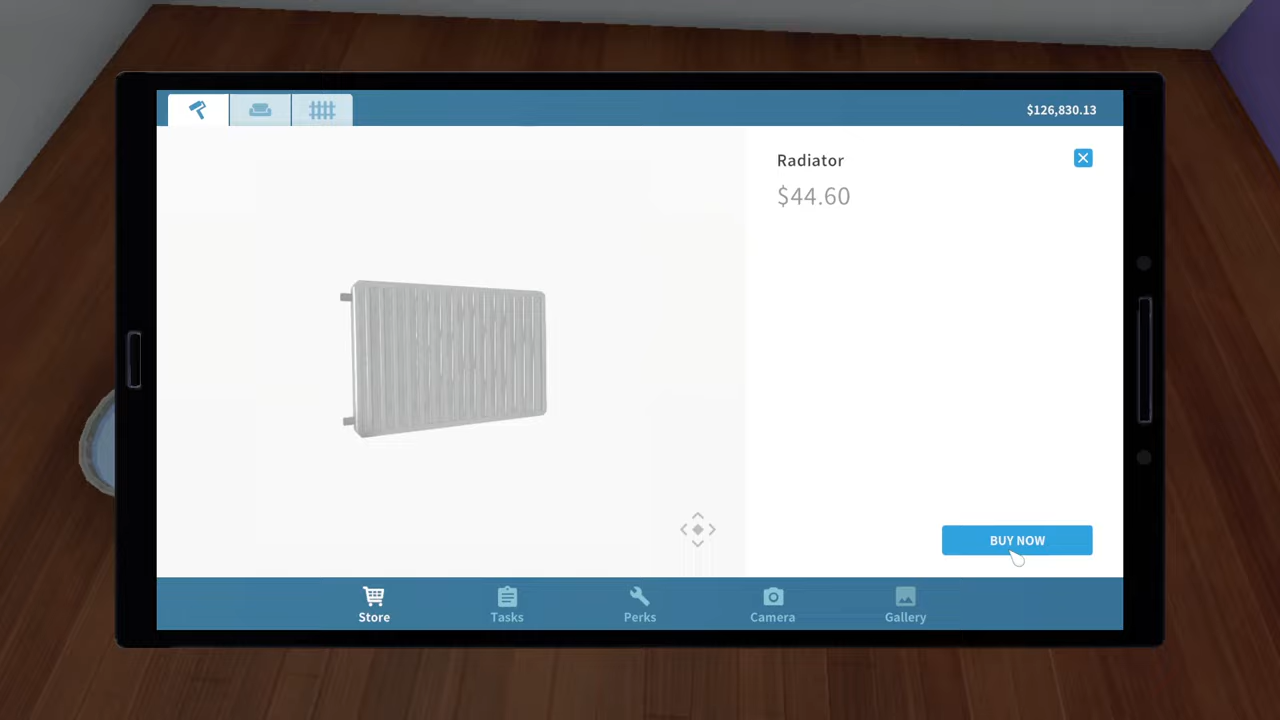 $126,830.13
Radiator
$44.60
BUY NOW
Store
Tasks
Perks
Camera
Gallery